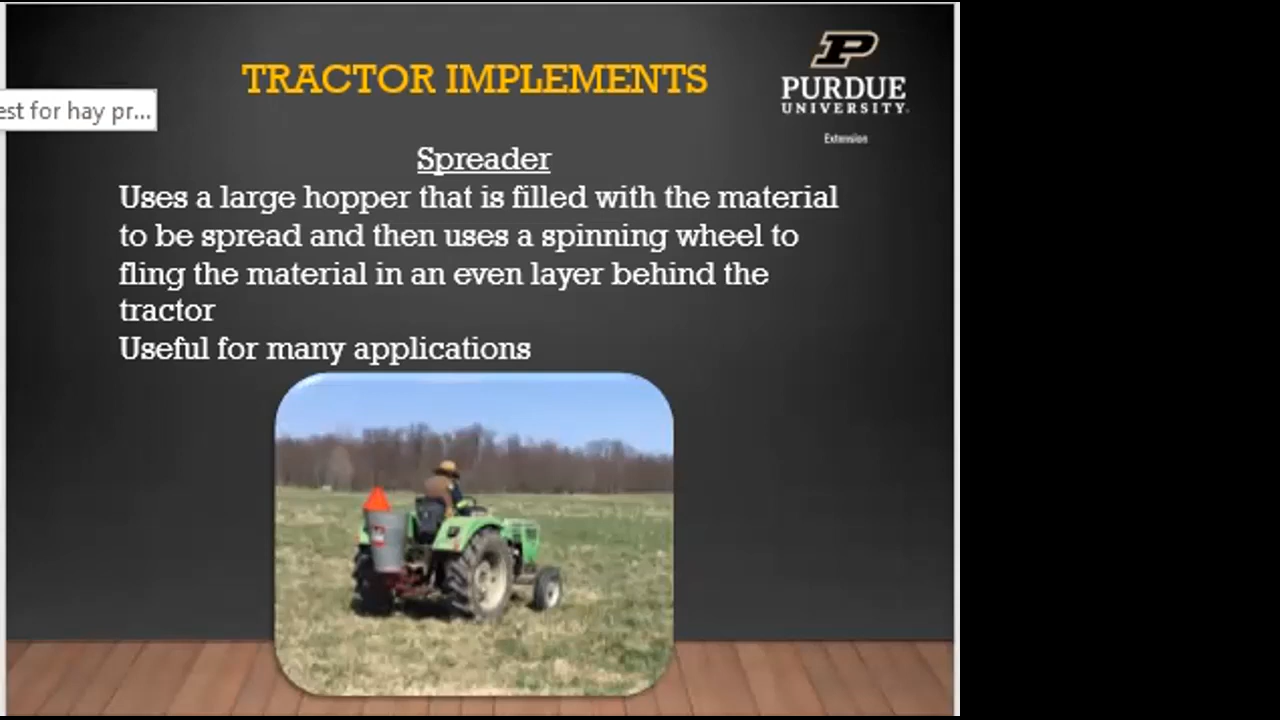 TRACTOR IMPLEMENTS
PURDUE
UNIVERSITY.
Extension
est for hay pr...
Spreader
Uses a large hopper that is filled with the material
to be spread and then uses a spinning wheel to
fling the material in an even layer behind the
tractor
Useful for many applications